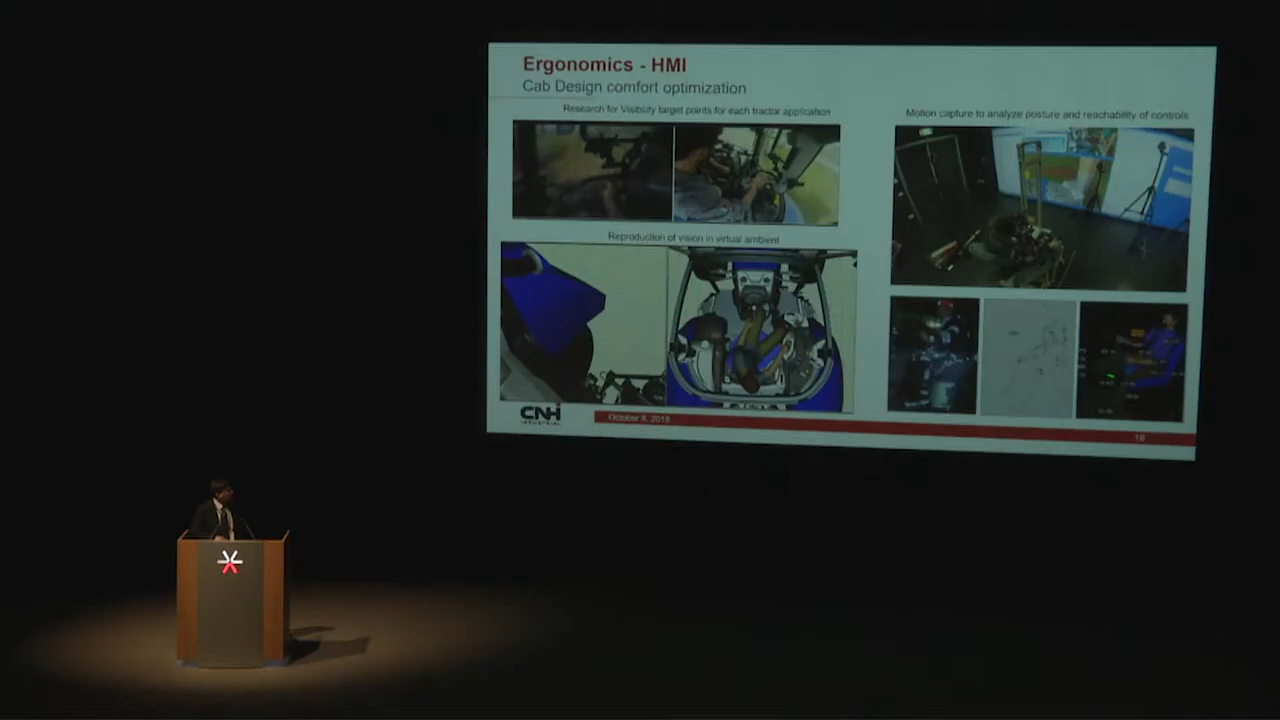 Ergonomics - HMI
Cab Design comfort optimization
Research for Visibility target points for each tractor application
Reproduction of vision in virtual ambient
Motion capture to analyze posture and reachability of controls
CNH
INDUSTRIAL
October 8, 2018